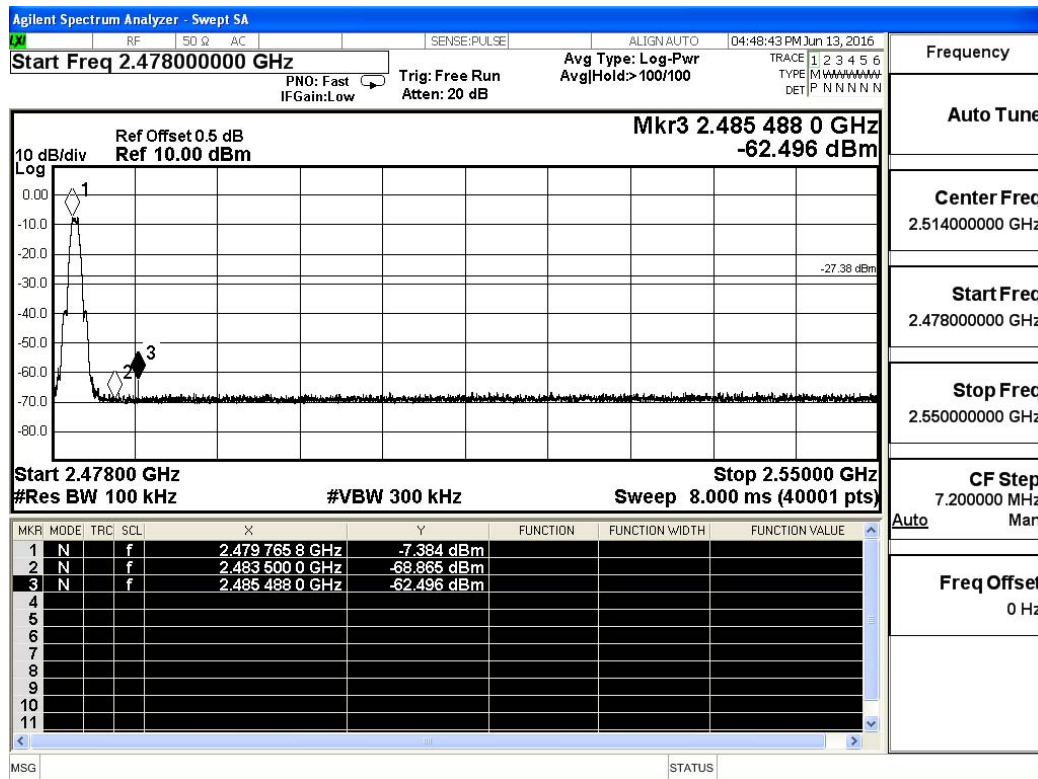 Agilent Spectrum Analyzer - Swept SA
LXI RF 50 Ω AC SENSE:PULSE ALIGN AUTO 04:48:43 PM Jun 13, 2016
Start Freq 2.478000000 GHz
PNO: Fast
IFGain:Low
Trig: Free Run
Atten: 20 dB
Avg Type: Log-Pwr
Avg|Hold:> 100/100
TRACE 1 2 3 4 5 6
TYPE M
DET P N N N N N
Ref Offset 0.5 dB
Ref 10.00 dBm
10 dB/div
Log
Mkr3 2.485 488 0 GHz
-62.496 dBm
0.00
-10.0
-20.0
-30.0
-40.0
-50.0
-60.0
-70.0
-80.0
1
2
3
-27.38 dBm
Start 2.47800 GHz Stop 2.55000 GHz
#Res BW 100 kHz #VBW 300 kHz Sweep 8.000 ms (40001 pts)
MKR MODE TRC SCL X Y FUNCTION FUNCTION WIDTH FUNCTION VALUE
1 N f 2.479 765 8 GHz -7.384 dBm
2 N f 2.483 500 0 GHz -68.865 dBm
3 N f 2.485 488 0 GHz -62.496 dBm
4
5
6
7
8
9
10
11
MSG STATUS
Frequency
Auto Tune
Center Freq
2.514000000 GHz
Start Freq
2.478000000 GHz
Stop Freq
2.550000000 GHz
CF Step
7.200000 MHz
Auto Man
Freq Offset
0 Hz